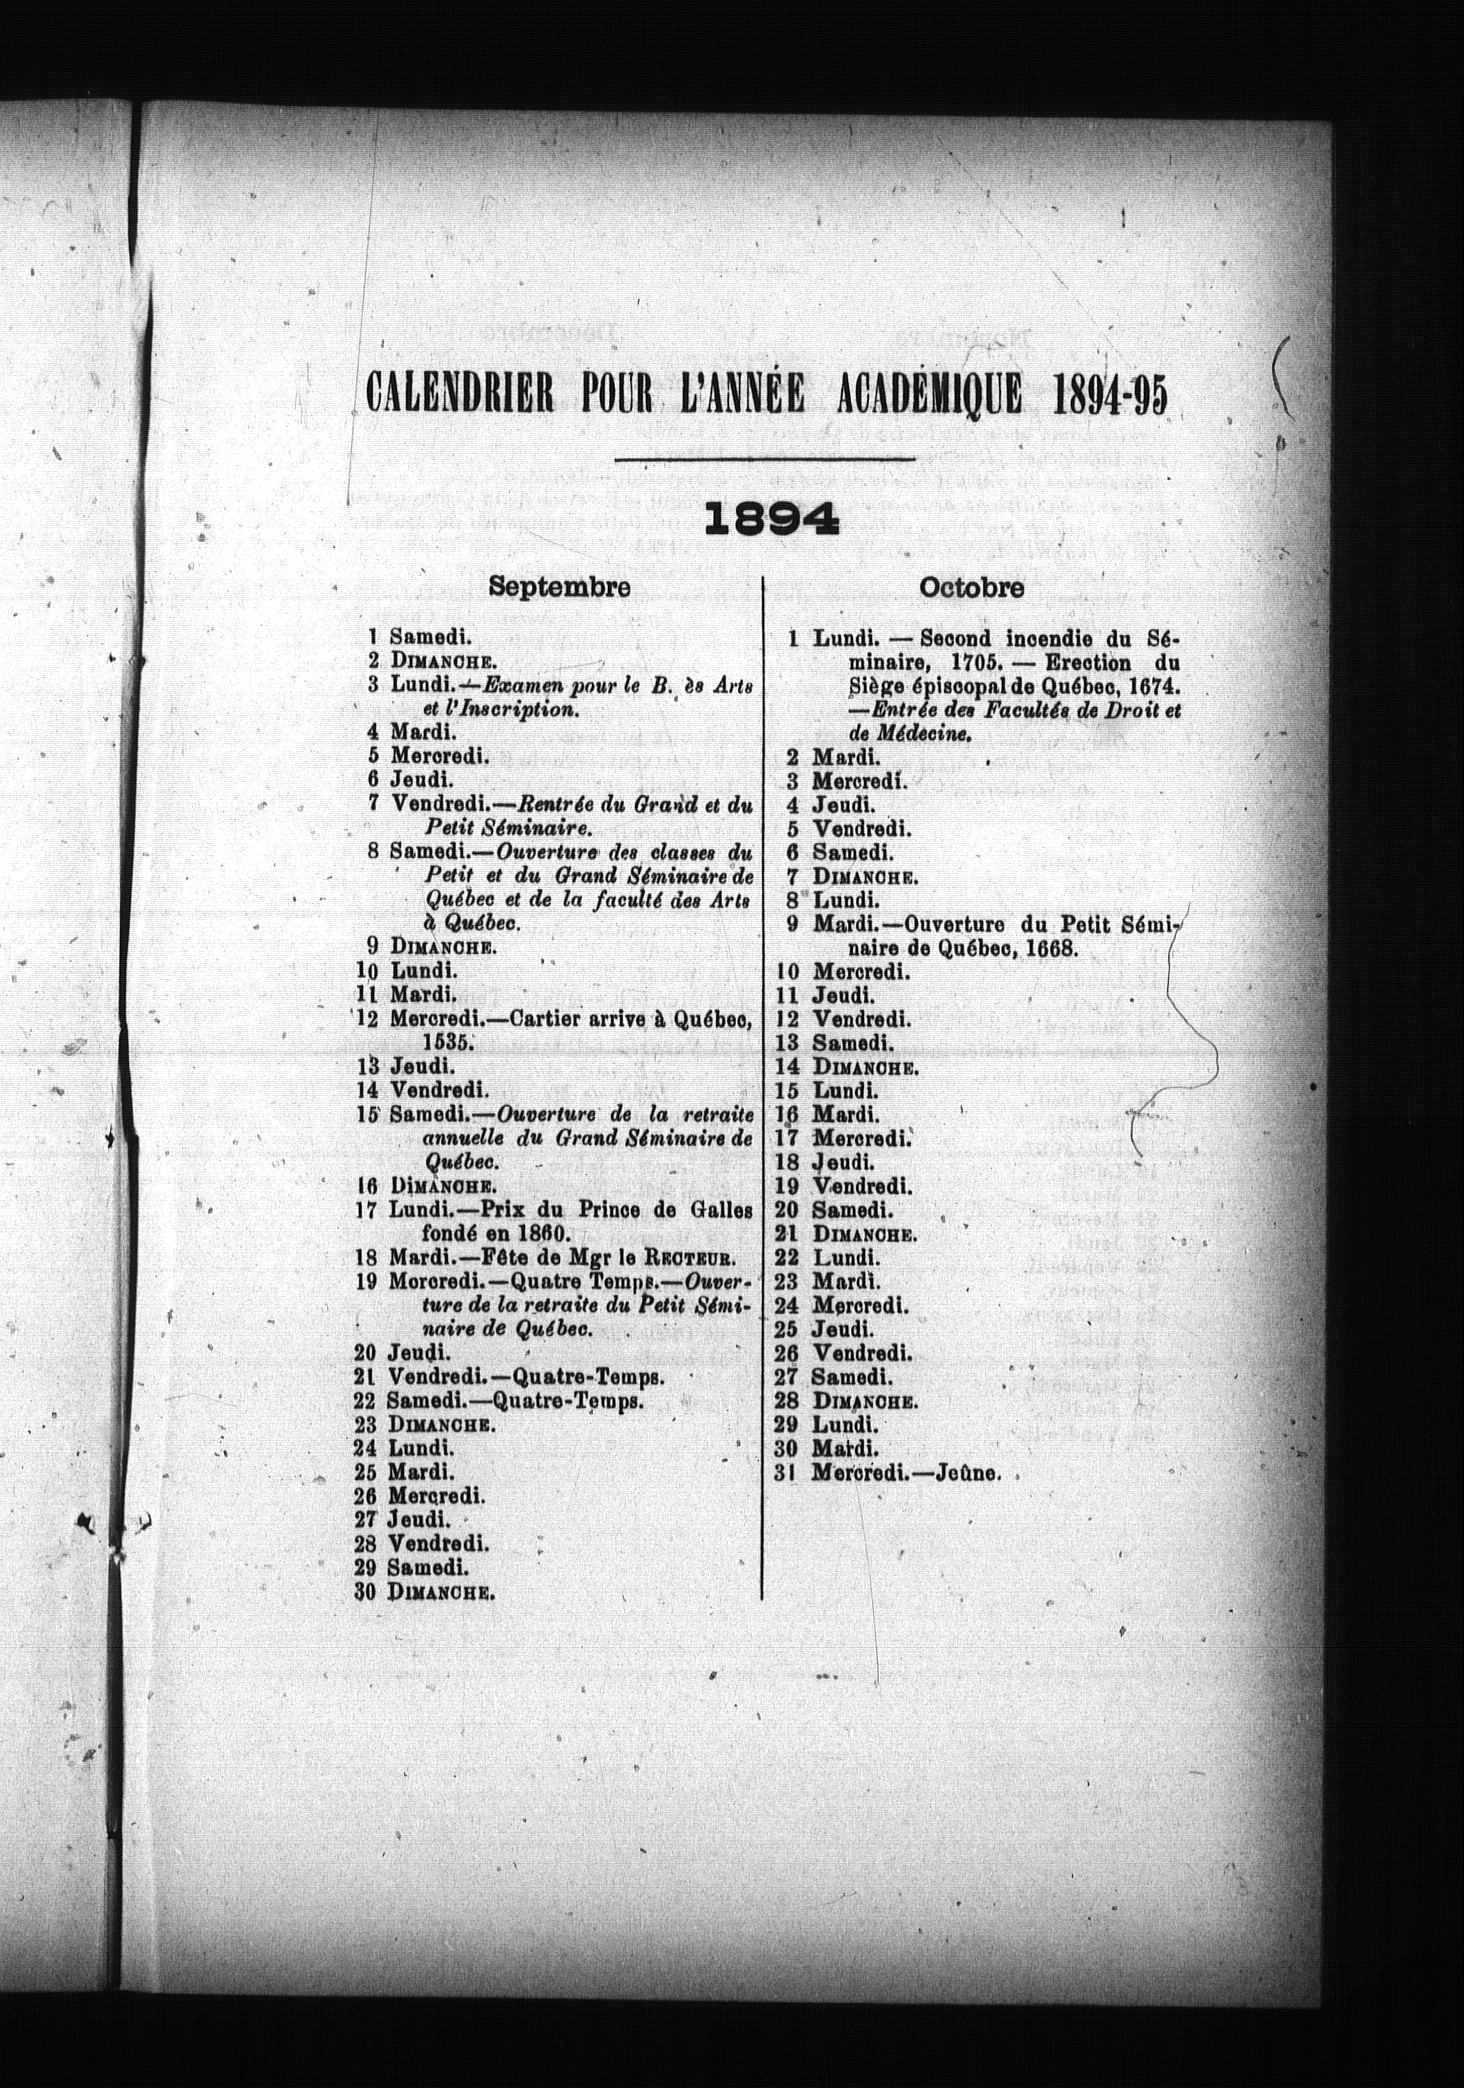 CALENDRIER POUR L'ANNÉE ACADÉMIQUE 1894-95
1894
Septembre
1 Samedi.
2 DIMANCHE.
3 Lundi.—Examen pour le B. ès Arts
et l'Inscription.
4 Mardi.
5 Mercredi.
6 Jeudi.
7 Vendredi.—Rentrée du Grand et du
Petit Séminaire.
8 Samedi.—Ouverture des classes du
Petit et du Grand Séminaire de
Québec et de la faculté des Arts
à Québec.
9 DIMANCHE.
10 Lundi.
11 Mardi.
12 Mercredi.—Cartier arrive à Québec,
1535.
13 Jeudi.
14 Vendredi.
15 Samedi.—Ouverture de la retraite
annuelle du Grand Séminaire de
Québec.
16 DIMANCHE.
17 Lundi.—Prix du Prince de Galles
fondé en 1860.
18 Mardi.—Fête de Mgr le RECTEUR.
19 Mercredi.—Quatre Temps.—Ouver-
ture de la retraite du Petit Sémi-
naire de Québec.
20 Jeudi.
21 Vendredi.—Quatre-Temps.
22 Samedi.—Quatre-Temps.
23 DIMANCHE.
24 Lundi.
25 Mardi.
26 Mercredi.
27 Jeudi.
28 Vendredi.
29 Samedi.
30 DIMANCHE.
Octobre
1 Lundi. — Second incendie du Sé-
minaire, 1705. — Erection du
Siège épiscopal de Québec, 1674.
—Entrée des Facultés de Droit et
de Médecine.
2 Mardi.
3 Mercredi.
4 Jeudi.
5 Vendredi.
6 Samedi.
7 DIMANCHE.
8 Lundi.
9 Mardi.—Ouverture du Petit Sémi-
naire de Québec, 1668.
10 Mercredi.
11 Jeudi.
12 Vendredi.
13 Samedi.
14 DIMANCHE.
15 Lundi.
16 Mardi.
17 Mercredi.
18 Jeudi.
19 Vendredi.
20 Samedi.
21 DIMANCHE.
22 Lundi.
23 Mardi.
24 Mercredi.
25 Jeudi.
26 Vendredi.
27 Samedi.
28 DIMANCHE.
29 Lundi.
30 Mardi.
31 Mercredi.—Jeûne.